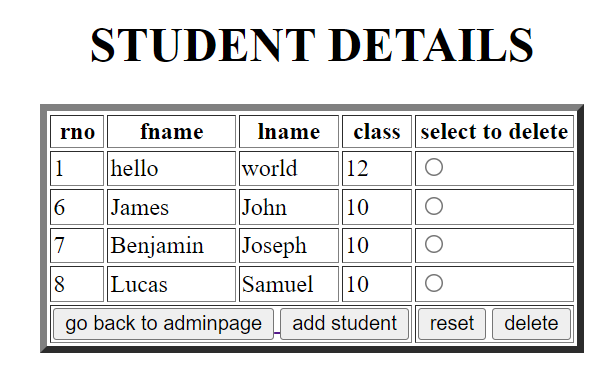 STUDENT DETAILS
rno fname lname class select to delete
1 hello world 12
6 James John 10
7 Benjamin Joseph 10
8 Lucas Samuel 10
go back to adminpage add student reset delete